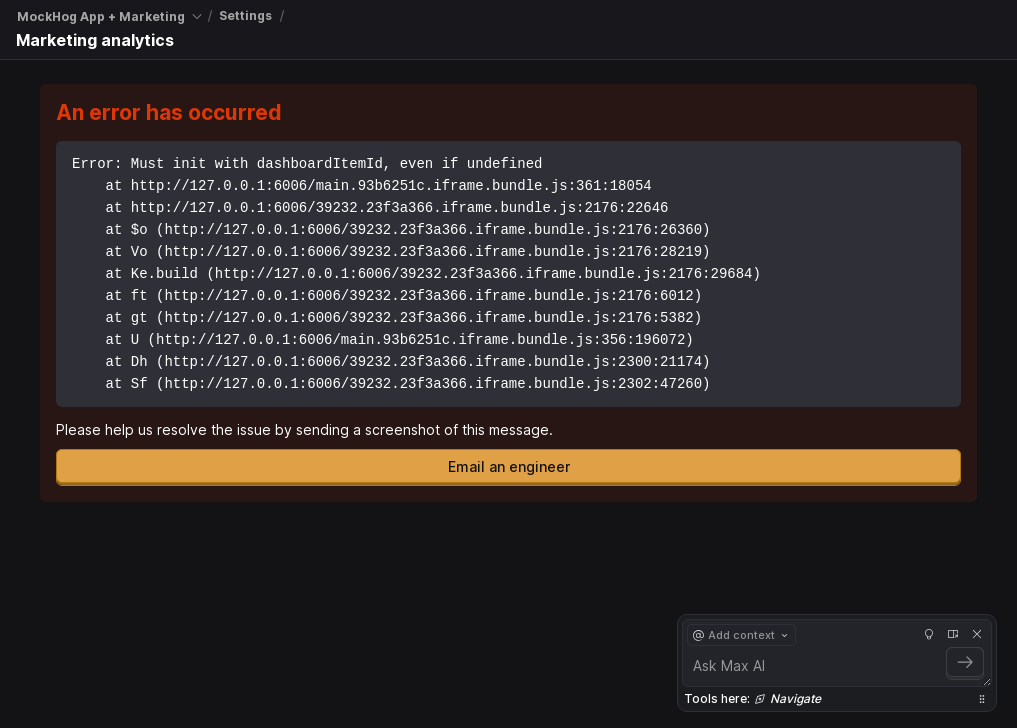 MockHog App + Marketing / Settings /
Marketing analytics
An error has occurred
Error: Must init with dashboardItemId, even if undefined
    at http://127.0.0.1:6006/main.93b6251c.iframe.bundle.js:361:18054
    at http://127.0.0.1:6006/39232.23f3a366.iframe.bundle.js:2176:22646
    at $o (http://127.0.0.1:6006/39232.23f3a366.iframe.bundle.js:2176:26360)
    at Vo (http://127.0.0.1:6006/39232.23f3a366.iframe.bundle.js:2176:28219)
    at Ke.build (http://127.0.0.1:6006/39232.23f3a366.iframe.bundle.js:2176:29684)
    at ft (http://127.0.0.1:6006/39232.23f3a366.iframe.bundle.js:2176:6012)
    at gt (http://127.0.0.1:6006/39232.23f3a366.iframe.bundle.js:2176:5382)
    at U (http://127.0.0.1:6006/main.93b6251c.iframe.bundle.js:356:196072)
    at Dh (http://127.0.0.1:6006/39232.23f3a366.iframe.bundle.js:2300:21174)
    at Sf (http://127.0.0.1:6006/39232.23f3a366.iframe.bundle.js:2302:47260)
Please help us resolve the issue by sending a screenshot of this message.
Email an engineer
@ Add context
Ask Max AI
Tools here: Navigate